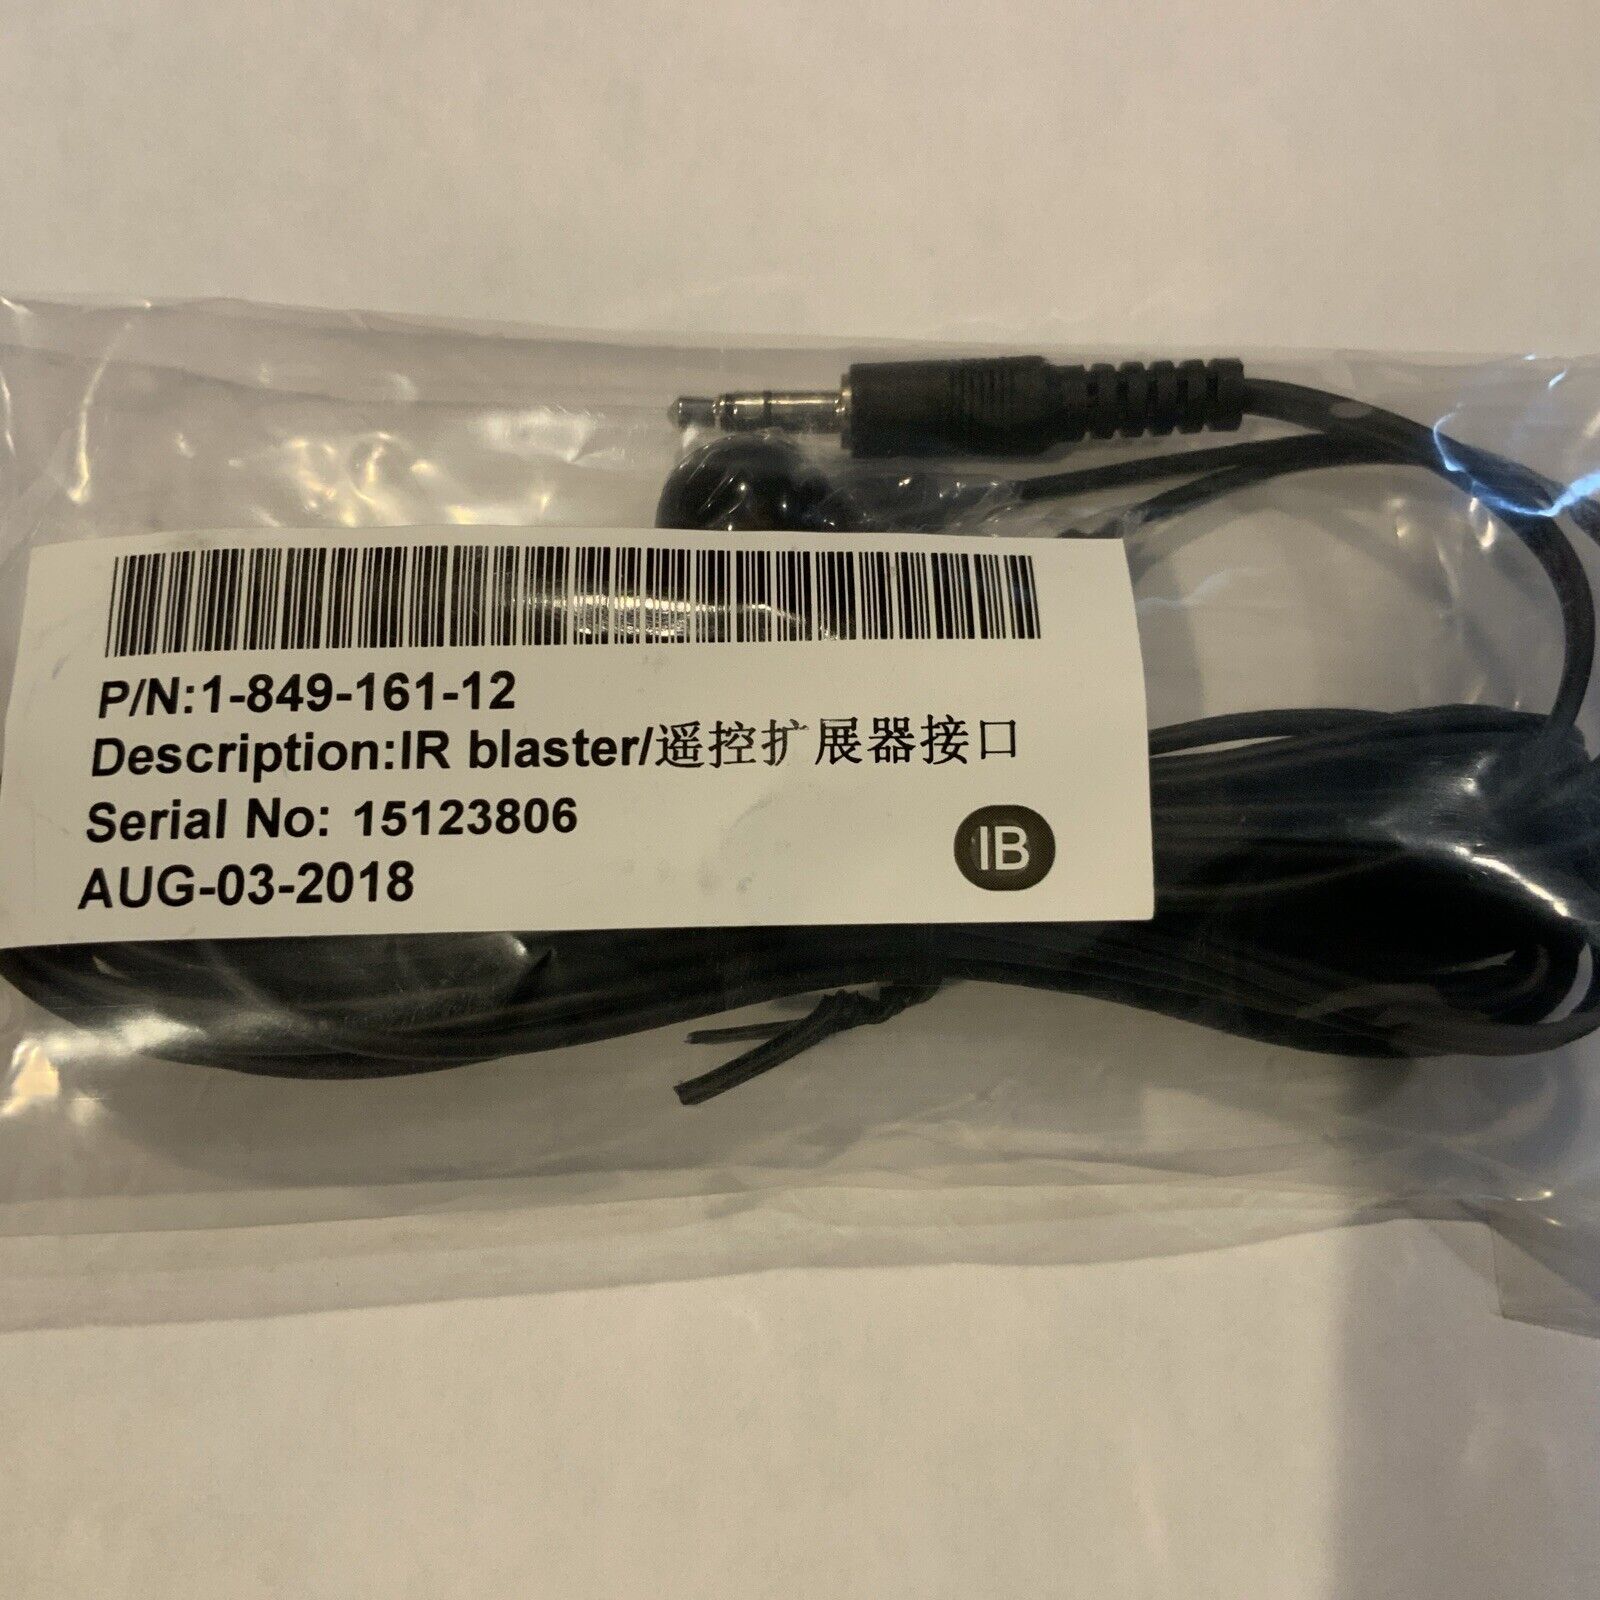 P/N:1-849-161-12
Description:IR blaster/遥控扩展器接口
Serial No: 15123806
AUG-03-2018
IB